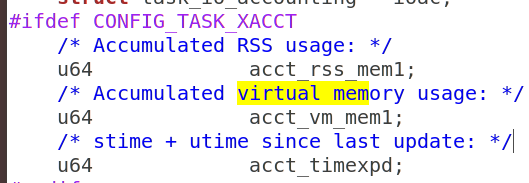 struct task_io_accounting ioac;
#ifdef CONFIG_TASK_XACCT
/* Accumulated RSS usage: */
u64 acct_rss_mem1;
/* Accumulated virtual memory usage: */
u64 acct_vm_mem1;
/* stime + utime since last update: */
u64 acct_timexpd;